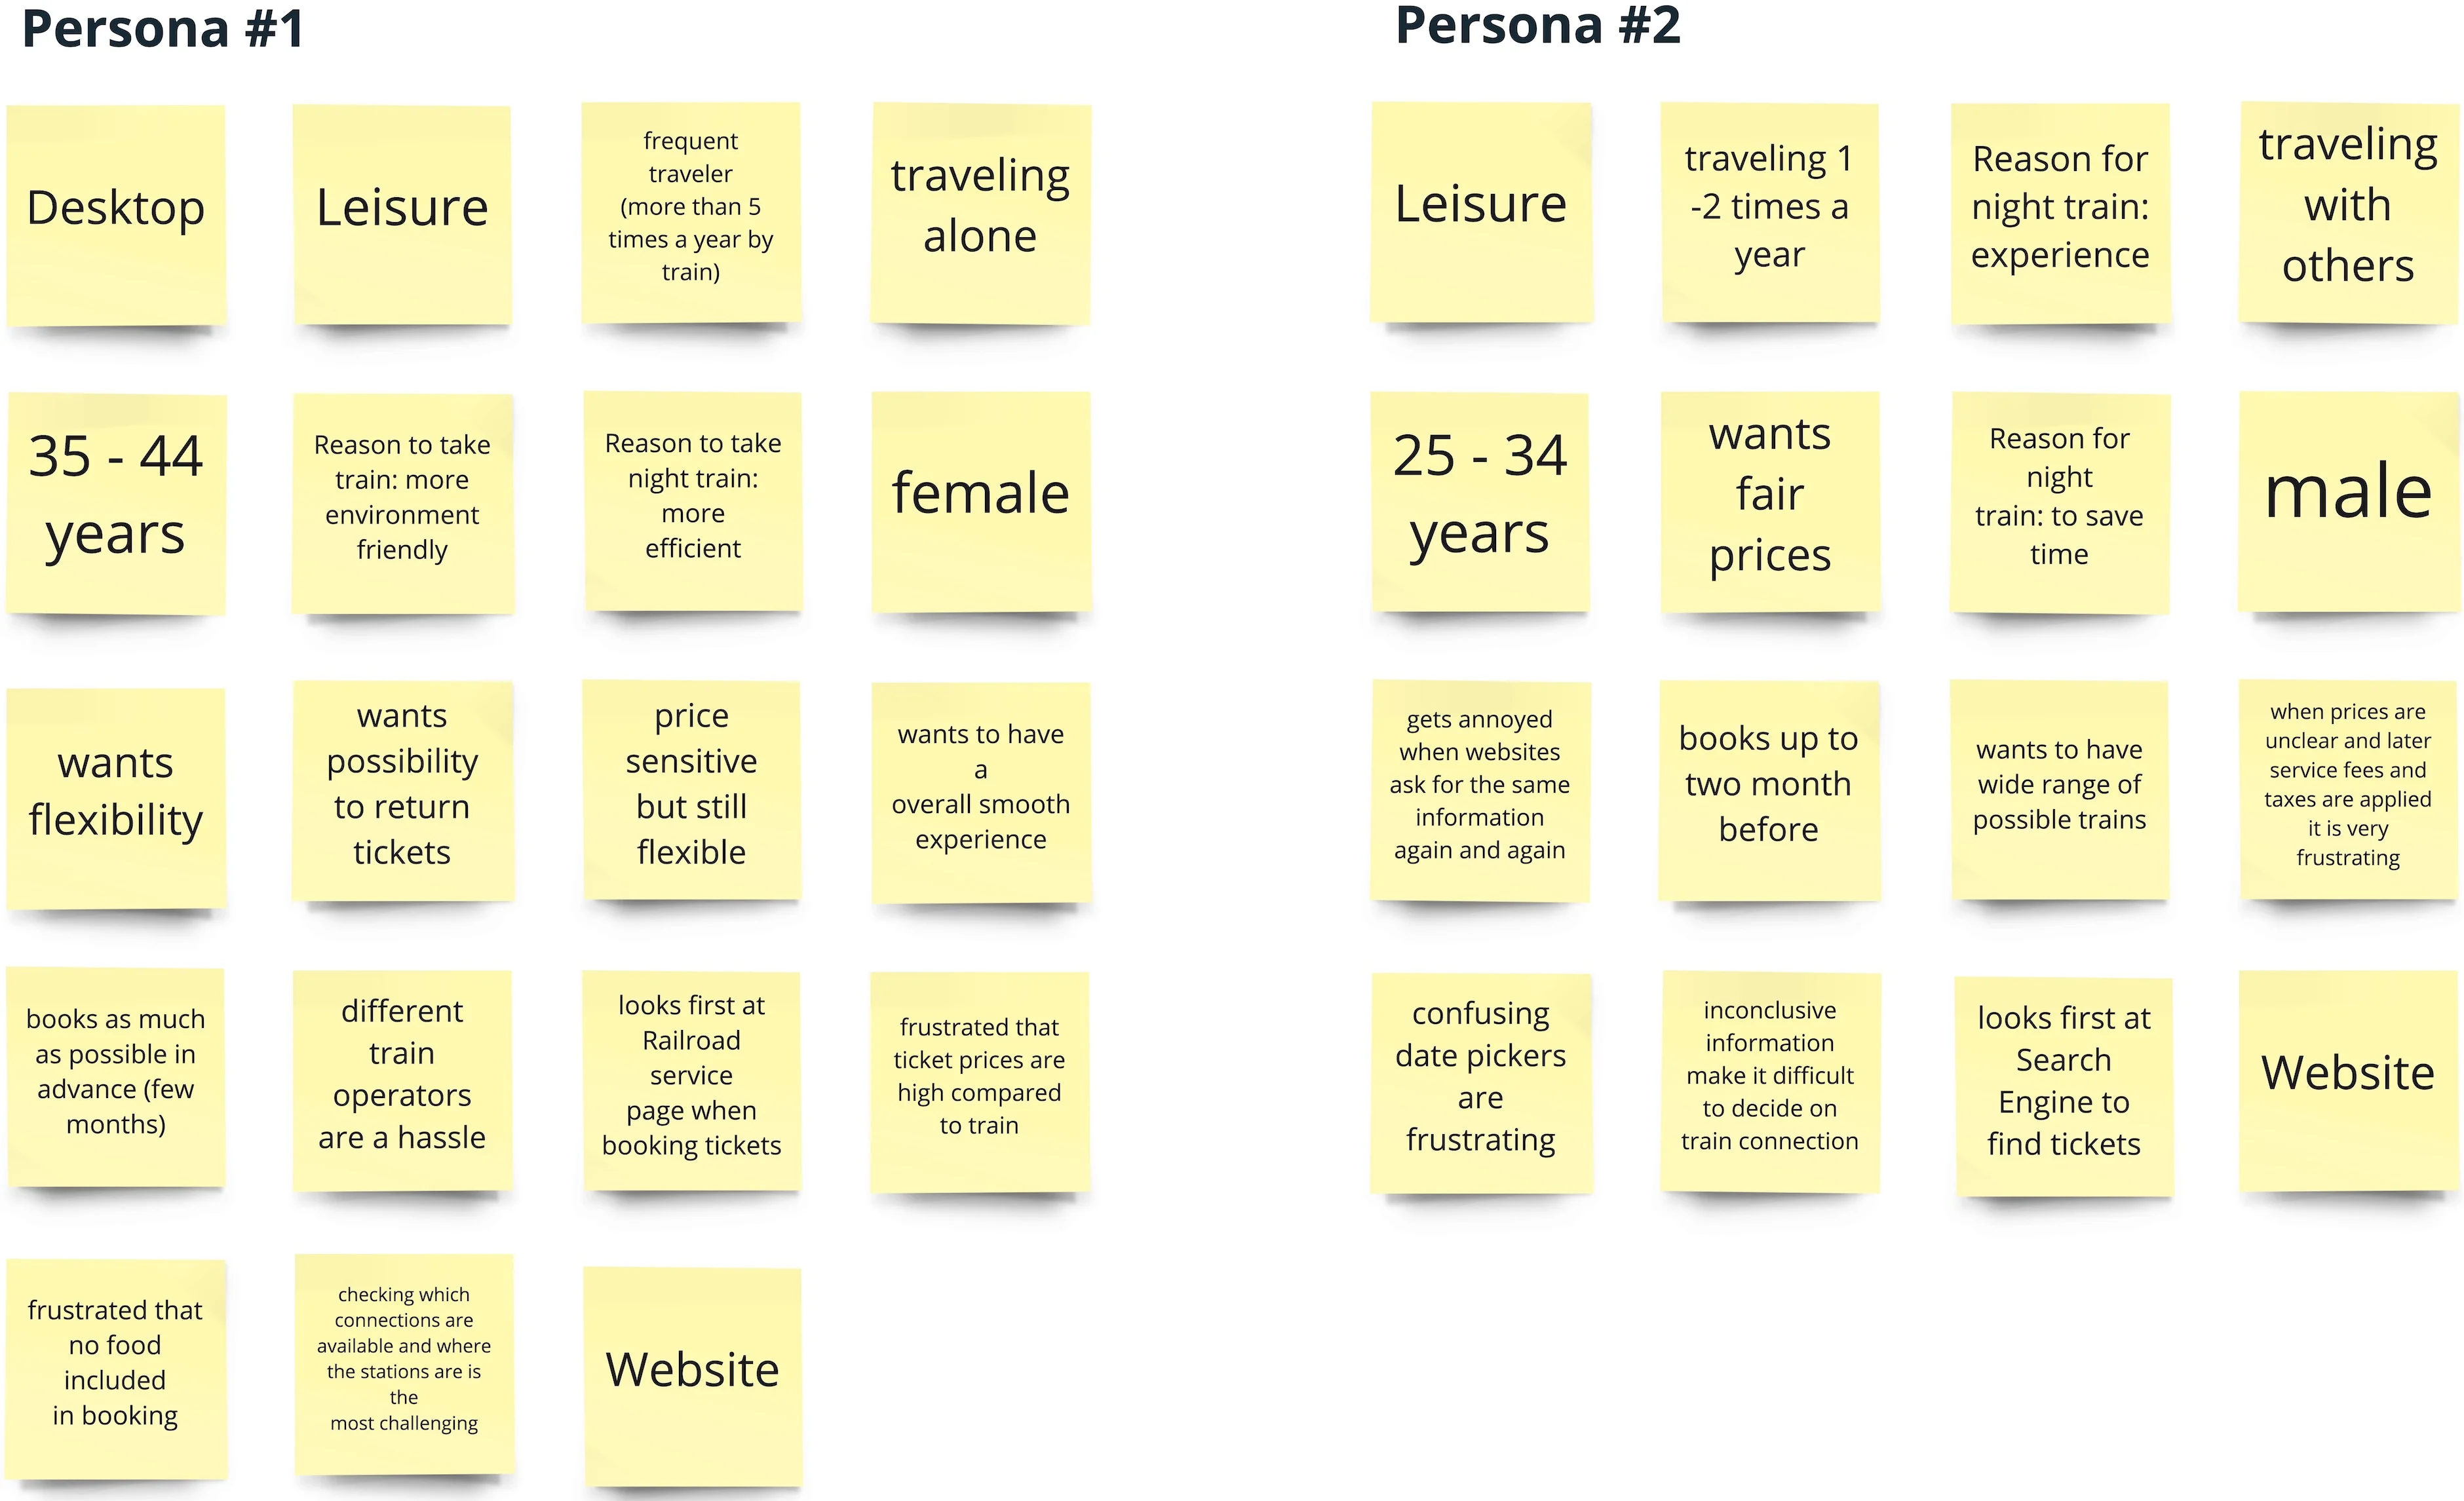 Persona #1
Desktop
Leisure
frequent
traveler
(more than 5
times a year by
train)
traveling
alone
35 - 44
years
Reason to take
train: more
environment
friendly
Reason to take
night train:
more
efficient
female
wants
flexibility
wants
possibility
to return
tickets
price
sensitive
but still
flexible
wants to have
a
overall smooth
experience
books as much
as possible in
advance (few
months)
different
train
operators
are a hassle
looks first at
Railroad
service
page when
booking tickets
frustrated that
ticket prices are
high compared
to train
frustrated that
no food
included
in booking
checking which
connections are
available and where
the stations are is
the
most challenging
Website
Persona #2
Leisure
traveling 1
-2 times a
year
Reason for
night train:
experience
traveling
with
others
25 - 34
years
wants
fair
prices
Reason for
night
train: to save
time
male
gets annoyed
when websites
ask for the same
information
again and again
books up to
two month
before
wants to have
wide range of
possible trains
when prices are
unclear and later
service fees and
taxes are applied
it is very
frustrating
confusing
date pickers
are
frustrating
inconclusive
information
make it difficult
to decide on
train connection
looks first at
Search
Engine to
find tickets
Website